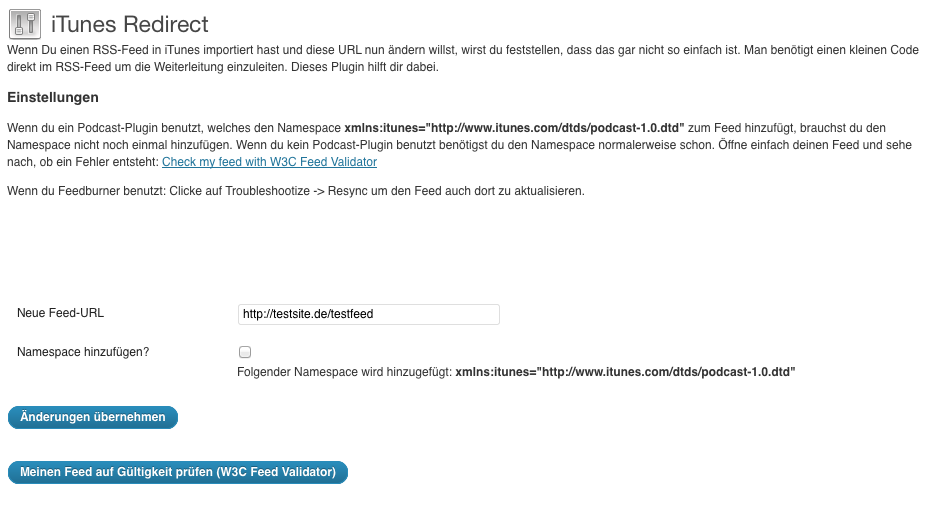 iTunes Redirect
Wenn Du einen RSS-Feed in iTunes importiert hast und diese URL nun ändern willst, wirst du feststellen, dass das gar nicht so einfach ist. Man benötigt einen kleinen Code
direkt im RSS-Feed um die Weiterleitung einzuleiten. Dieses Plugin hilft dir dabei.
Einstellungen
Wenn du ein Podcast-Plugin benutzt, welches den Namespace xmlns:itunes="http://www.itunes.com/dtds/podcast-1.0.dtd" zum Feed hinzufügt, brauchst du den
Namespace nicht noch einmal hinzufügen. Wenn du kein Podcast-Plugin benutzt benötigst du den Namespace normalerweise schon. Öffne einfach deinen Feed und sehe
nach, ob ein Fehler entsteht: Check my feed with W3C Feed Validator
Wenn du Feedburner benutzt: Clicke auf Troubleshootize -> Resync um den Feed auch dort zu aktualisieren.
Neue Feed-URL
http://testsite.de/testfeed
Namespace hinzufügen?
Folgender Namespace wird hinzugefügt: xmlns:itunes="http://www.itunes.com/dtds/podcast-1.0.dtd"
Änderungen übernehmen
Meinen Feed auf Gültigkeit prüfen (W3C Feed Validator)